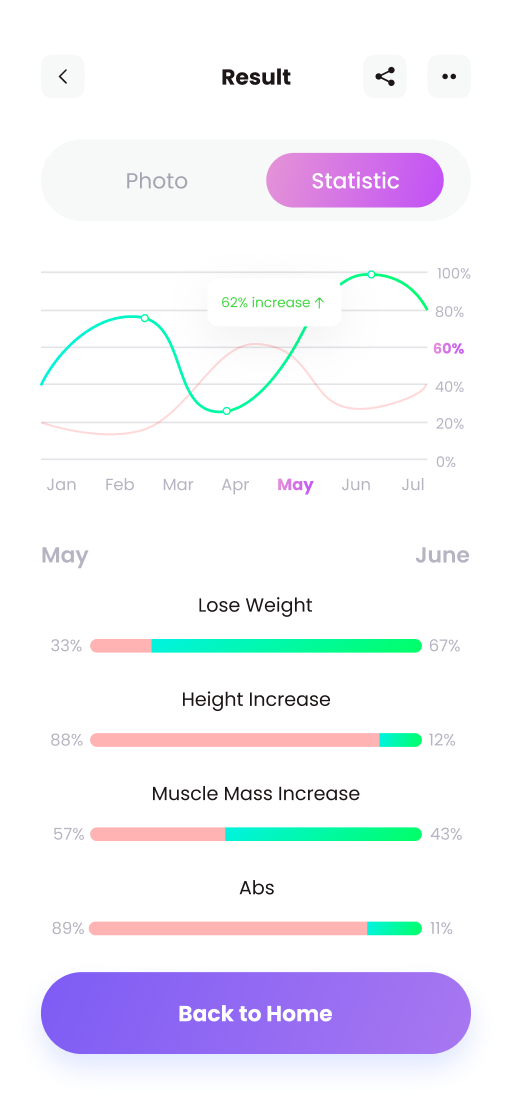 Result
Photo Statistic
100%
62% increase ↑
80%
60%
40%
20%
0%
Jan Feb Mar Apr May Jun Jul
May June
Lose Weight
33% 67%
Height Increase
88% 12%
Muscle Mass Increase
57% 43%
Abs
89% 11%
Back to Home